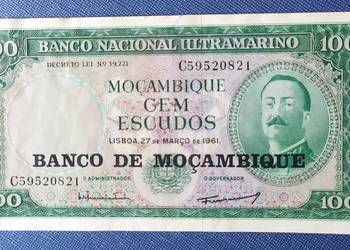 100 100
BANCO NACIONAL ULTRAMARINO
DECRETO LEI Nº 39.221 C59520821
MOÇAMBIQUE
CEM
ESCUDOS
LISBOA, 27 DE MARÇO DE 1961.
BANCO DE MOÇAMBIQUE
C59520821 O ADMINISTRADOR O GOVERNADOR
100 100